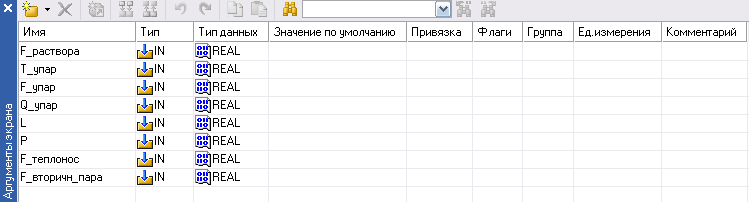 Имя Тип Тип данных Значение по умолчанию Привязка Флаги Группа Ед.измерения Комментарий
F_раствора IN REAL
T_упар IN REAL
F_упар IN REAL
Q_упар IN REAL
L IN REAL
P IN REAL
F_теплонос IN REAL
F_вторичн_пара IN REAL
Аргументы экрана